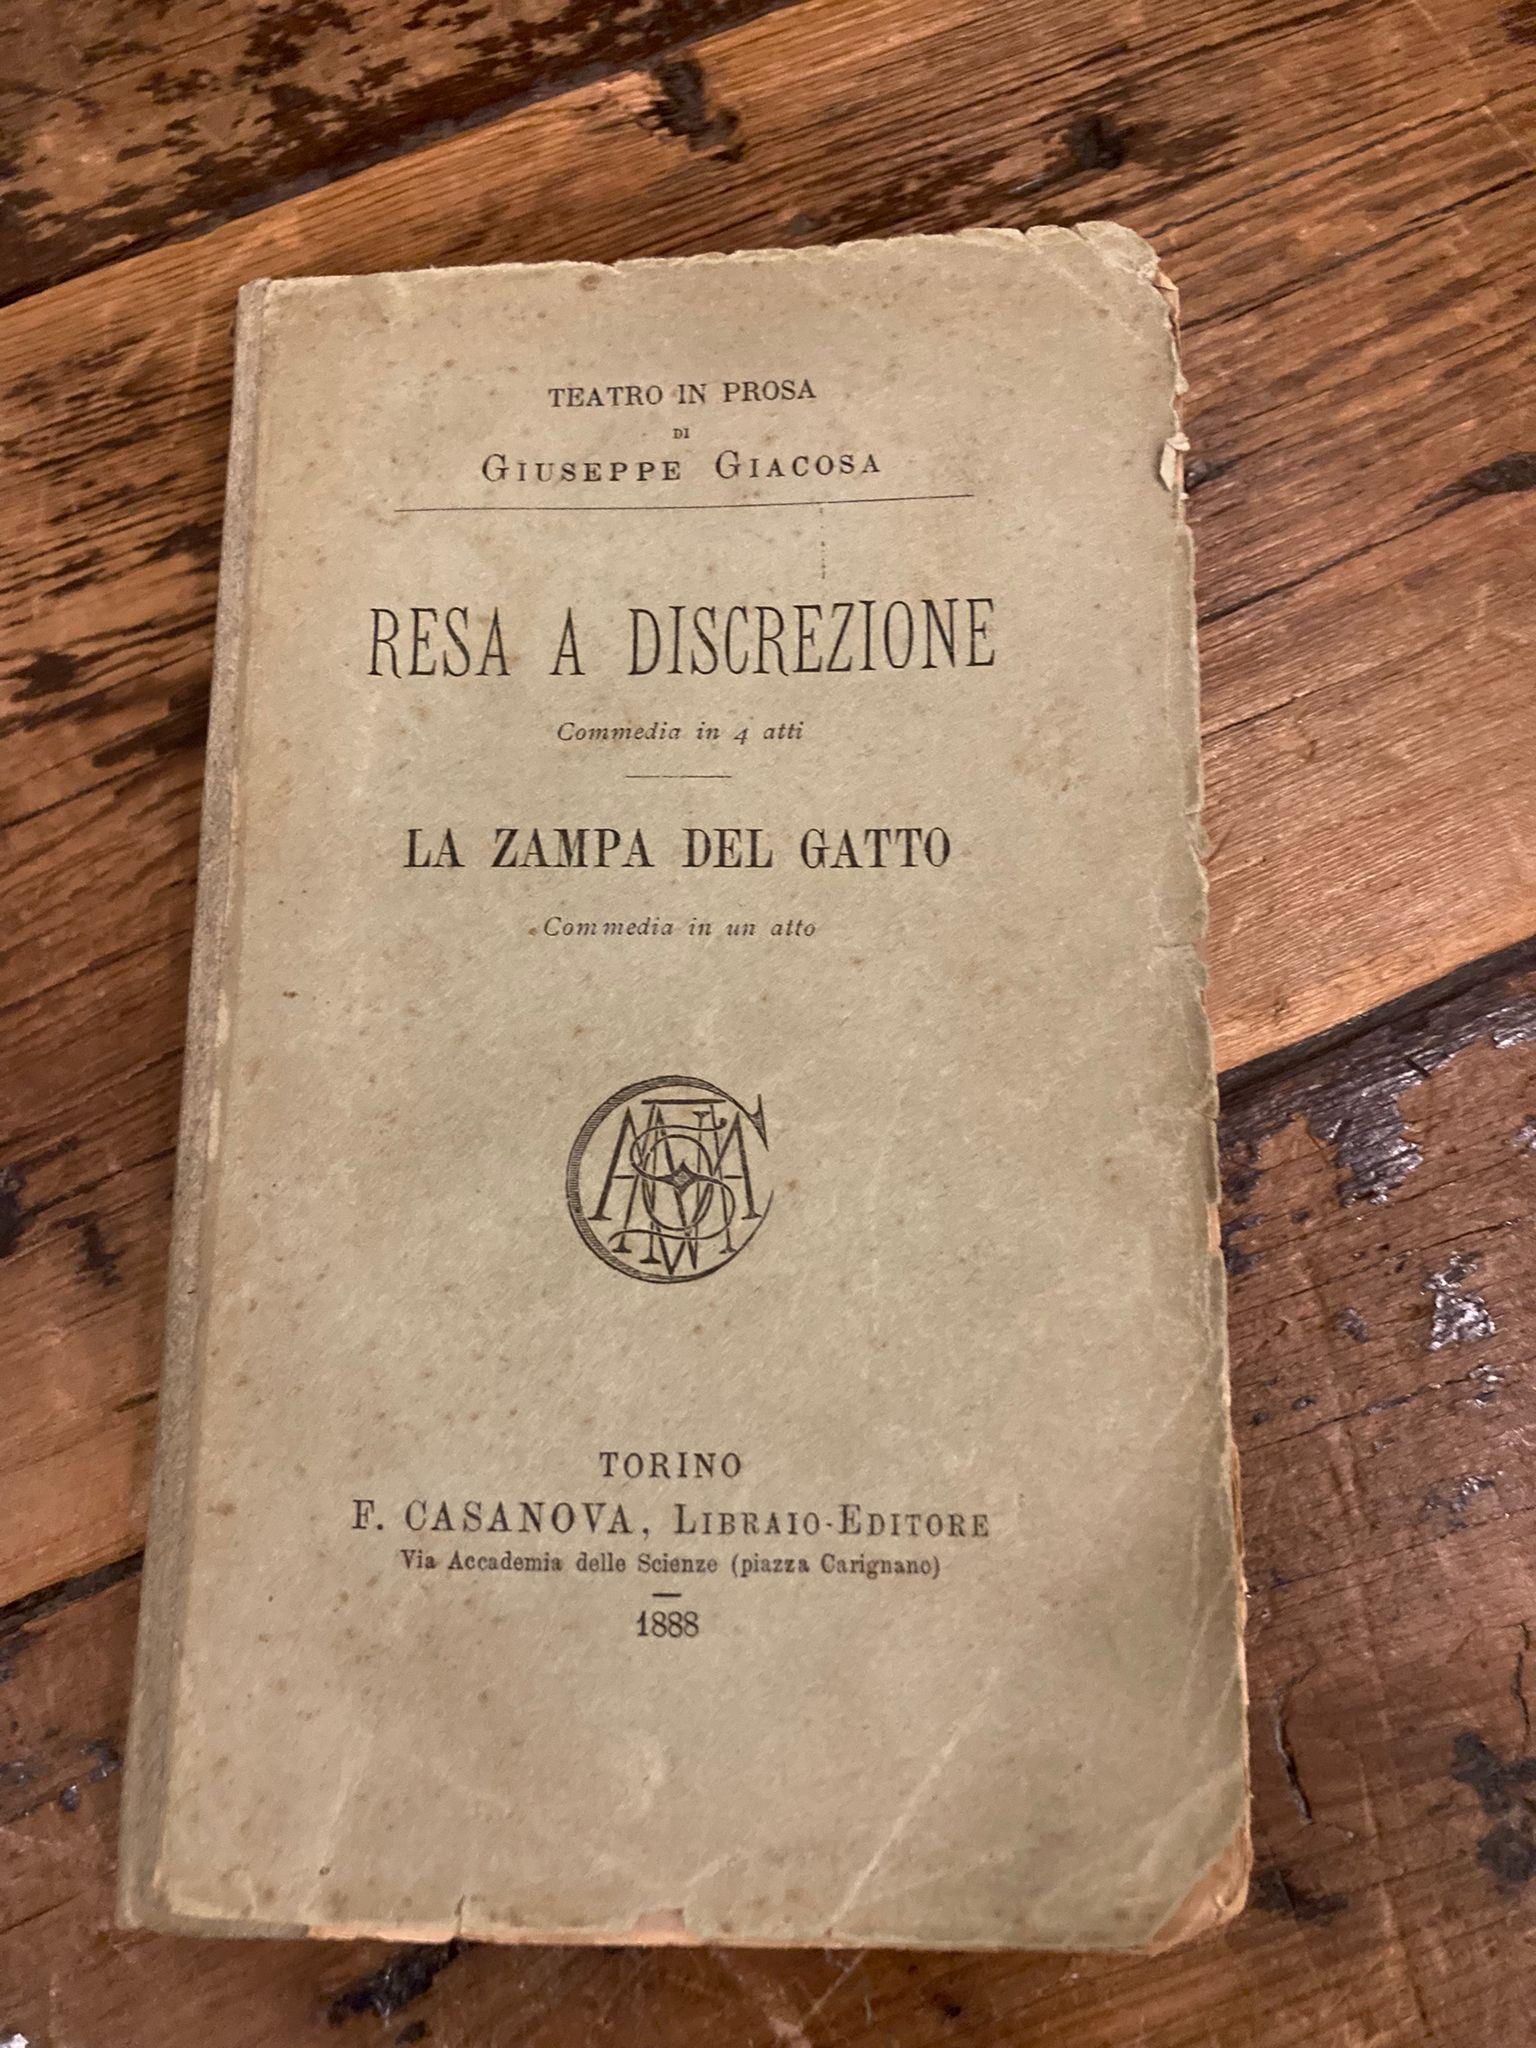 TEATRO IN PROSA
DI
GIUSEPPE GIACOSA
RESA A DISCREZIONE
Commedia in 4 atti
LA ZAMPA DEL GATTO
Commedia in un atto
TORINO
F. CASANOVA, LIBRAIO-EDITORE
Via Accademia delle Scienze (piazza Carignano)
1888